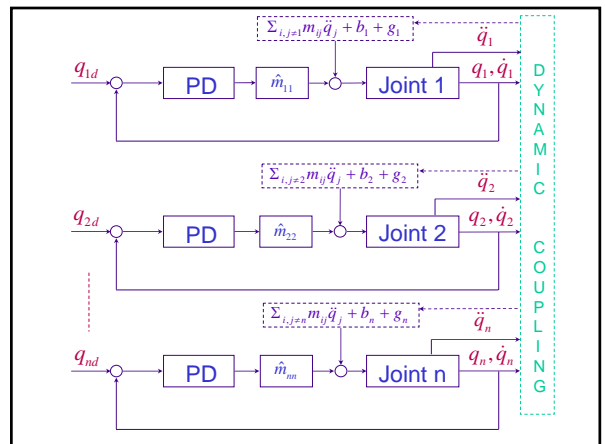 Σ_{i,j≠1} m_{ij} q̈_j + b_1 + g_1
q̈_1
q_{1d}
PD
m̂_{11}
Joint 1
q_1, q̇_1
Σ_{i,j≠2} m_{ij} q̈_j + b_2 + g_2
q̈_2
q_{2d}
PD
m̂_{22}
Joint 2
q_2, q̇_2
Σ_{i,j≠n} m_{ij} q̈_j + b_n + g_n
q̈_n
q_{nd}
PD
m̂_{nn}
Joint n
q_n, q̇_n
DYNAMIC COUPLING